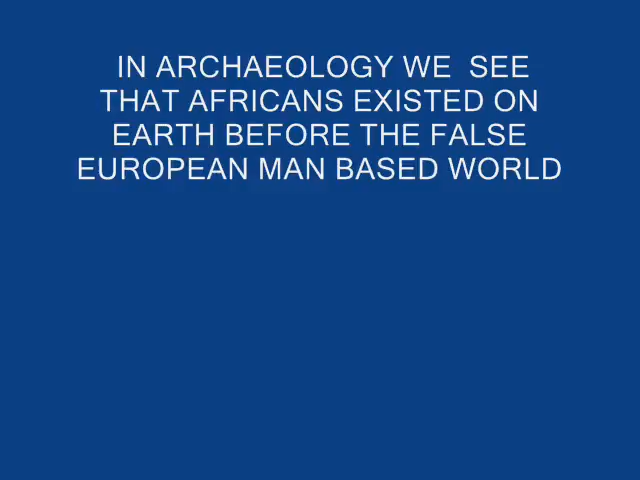 IN ARCHAEOLOGY WE  SEE
THAT AFRICANS EXISTED ON
EARTH BEFORE THE FALSE
EUROPEAN MAN BASED WORLD